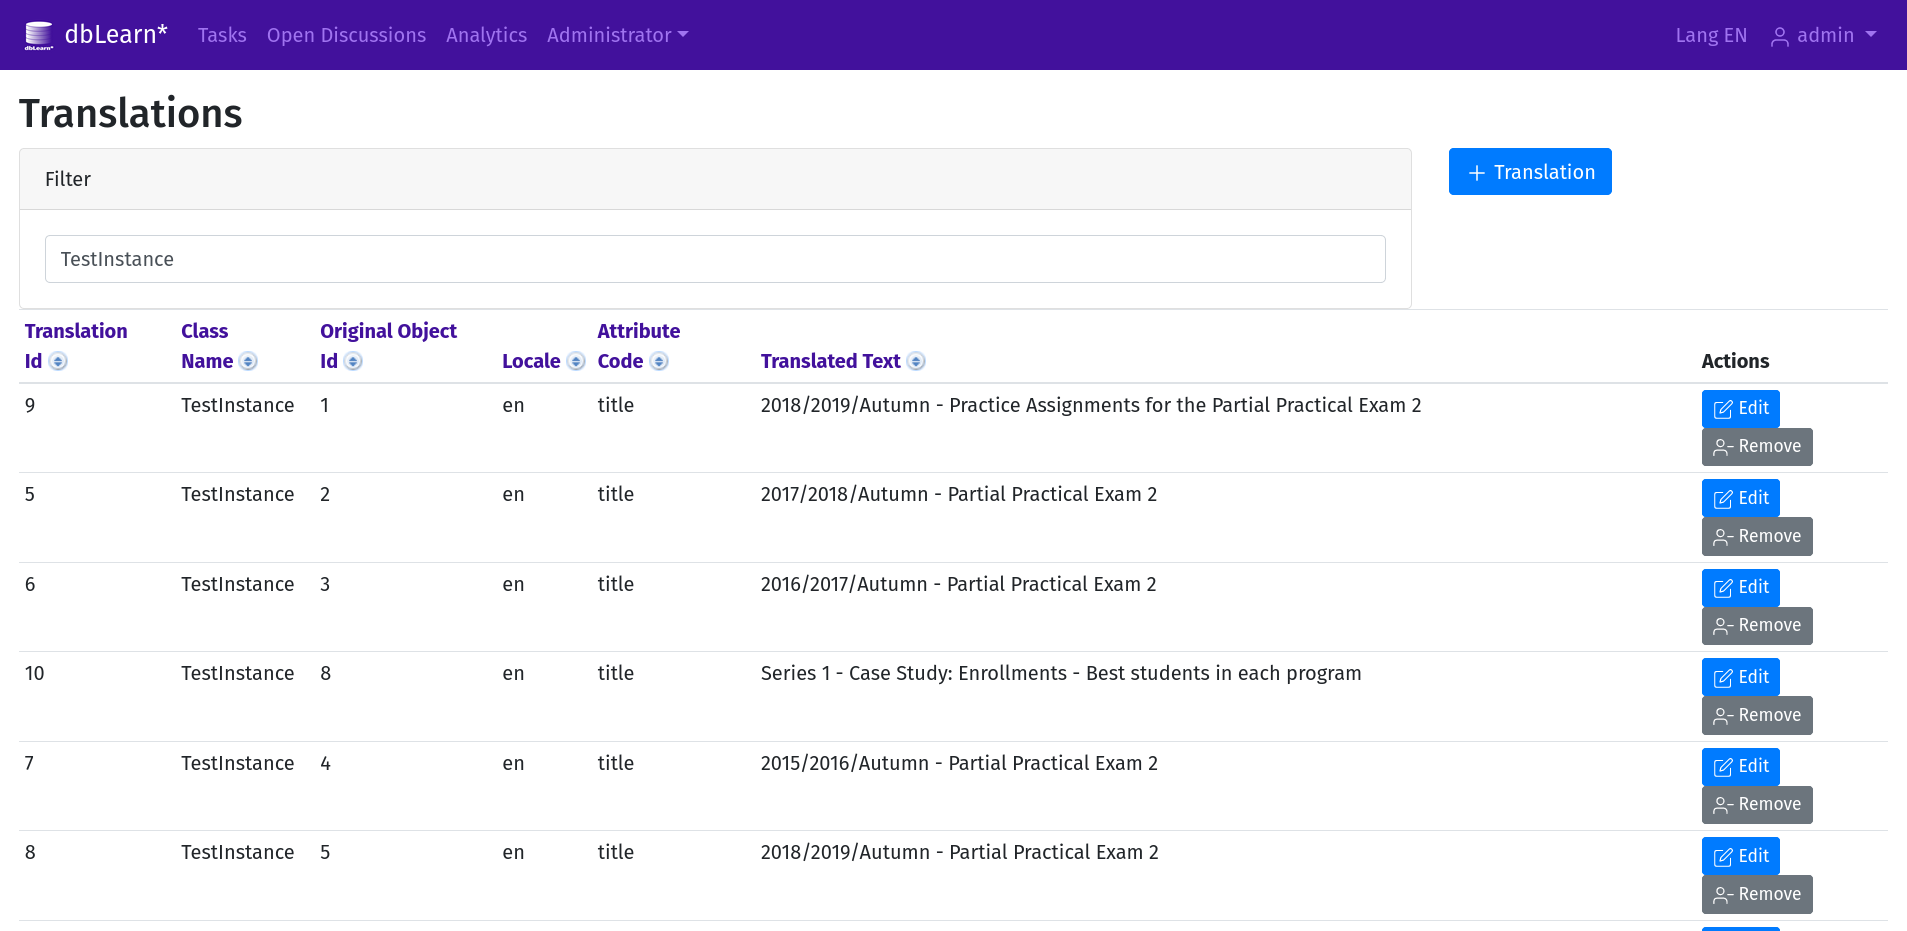 dbLearn* dbLearn* Tasks Open Discussions Analytics Administrator Lang EN admin
Translations
Filter
+ Translation
TestInstance
Translation Id Class Name Original Object Id Locale Attribute Code Translated Text Actions
9 TestInstance 1 en title 2018/2019/Autumn - Practice Assignments for the Partial Practical Exam 2 Edit
Remove
5 TestInstance 2 en title 2017/2018/Autumn - Partial Practical Exam 2 Edit
Remove
6 TestInstance 3 en title 2016/2017/Autumn - Partial Practical Exam 2 Edit
Remove
10 TestInstance 8 en title Series 1 - Case Study: Enrollments - Best students in each program Edit
Remove
7 TestInstance 4 en title 2015/2016/Autumn - Partial Practical Exam 2 Edit
Remove
8 TestInstance 5 en title 2018/2019/Autumn - Partial Practical Exam 2 Edit
Remove